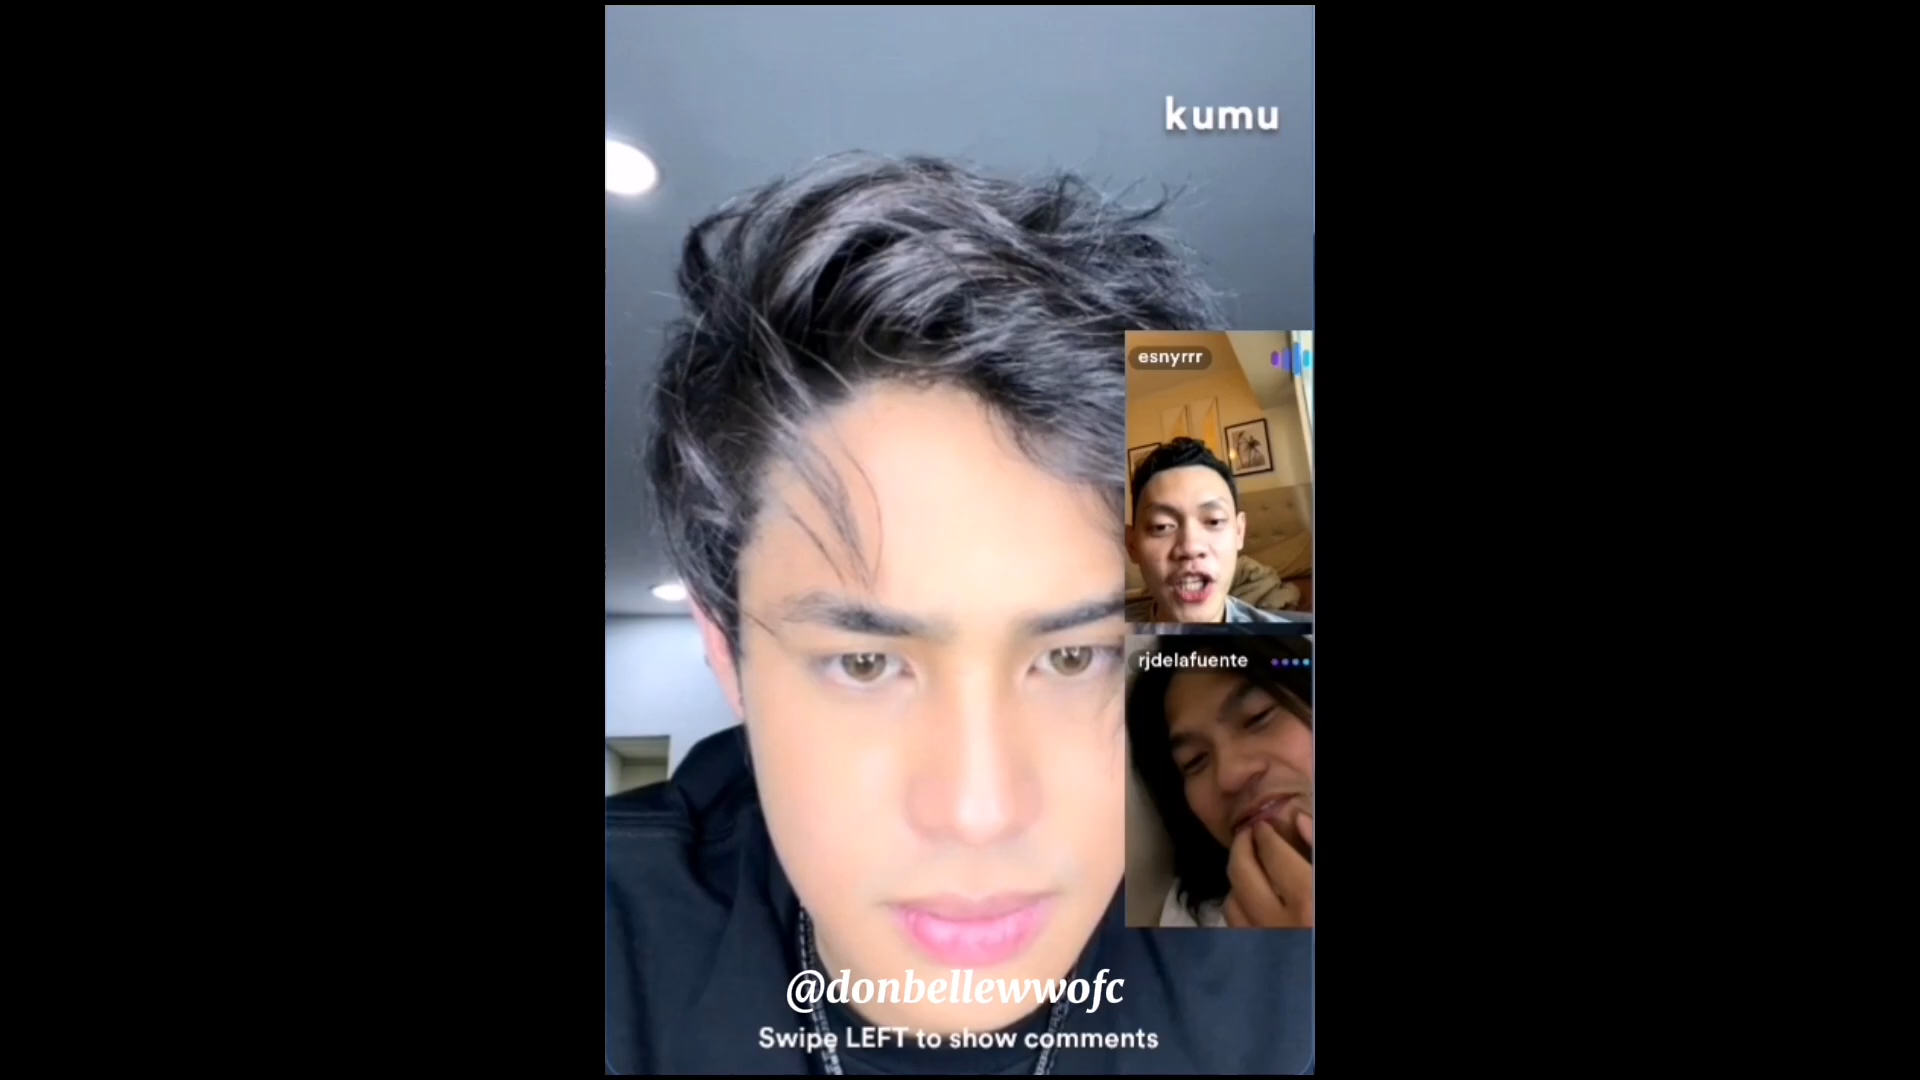 kumu
esnyrrr
rjdelafuente
@donbellewwofc
Swipe LEFT to show comments